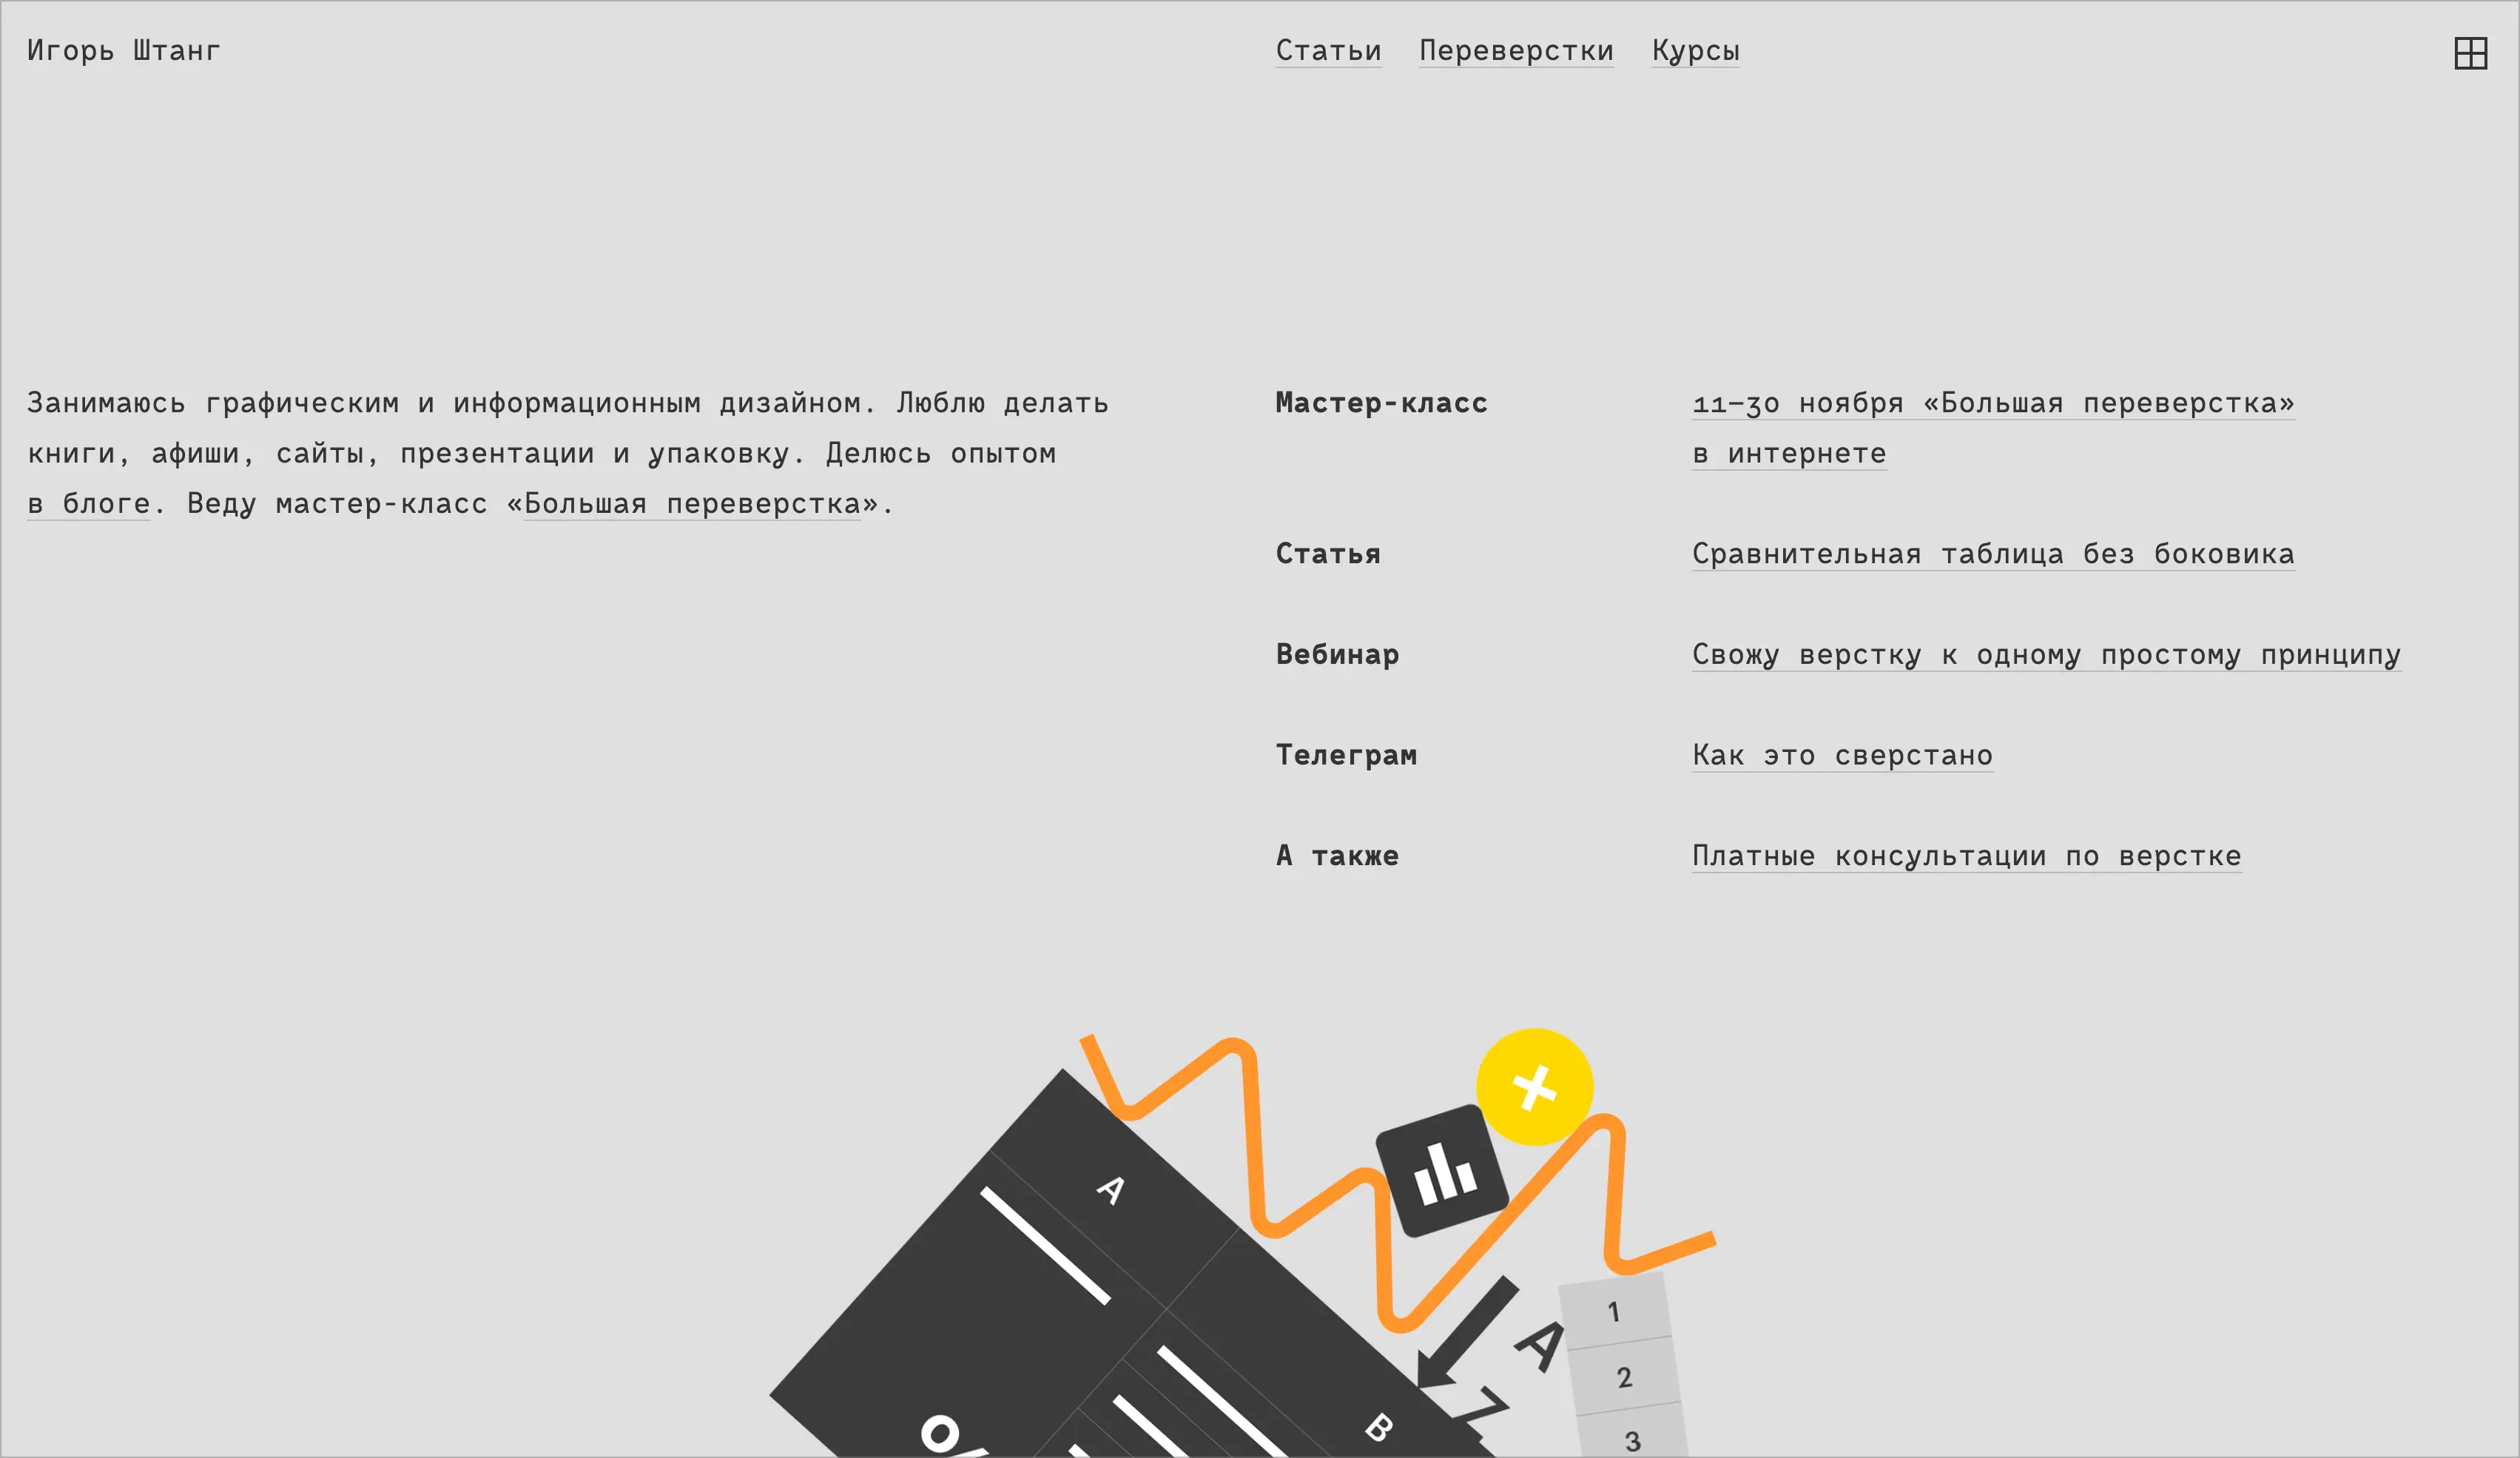 Игорь Штанг
Статьи Переверстки Курсы
Занимаюсь графическим и информационным дизайном. Люблю делать
книги, афиши, сайты, презентации и упаковку. Делюсь опытом
в блоге. Веду мастер-класс «Большая переверстка».
Мастер-класс
11–30 ноября «Большая переверстка»
в интернете
Статья
Сравнительная таблица без боковика
Вебинар
Свожу верстку к одному простому принципу
Телеграм
Как это сверстано
А также
Платные консультации по верстке
A
B
A
Z
1
2
3